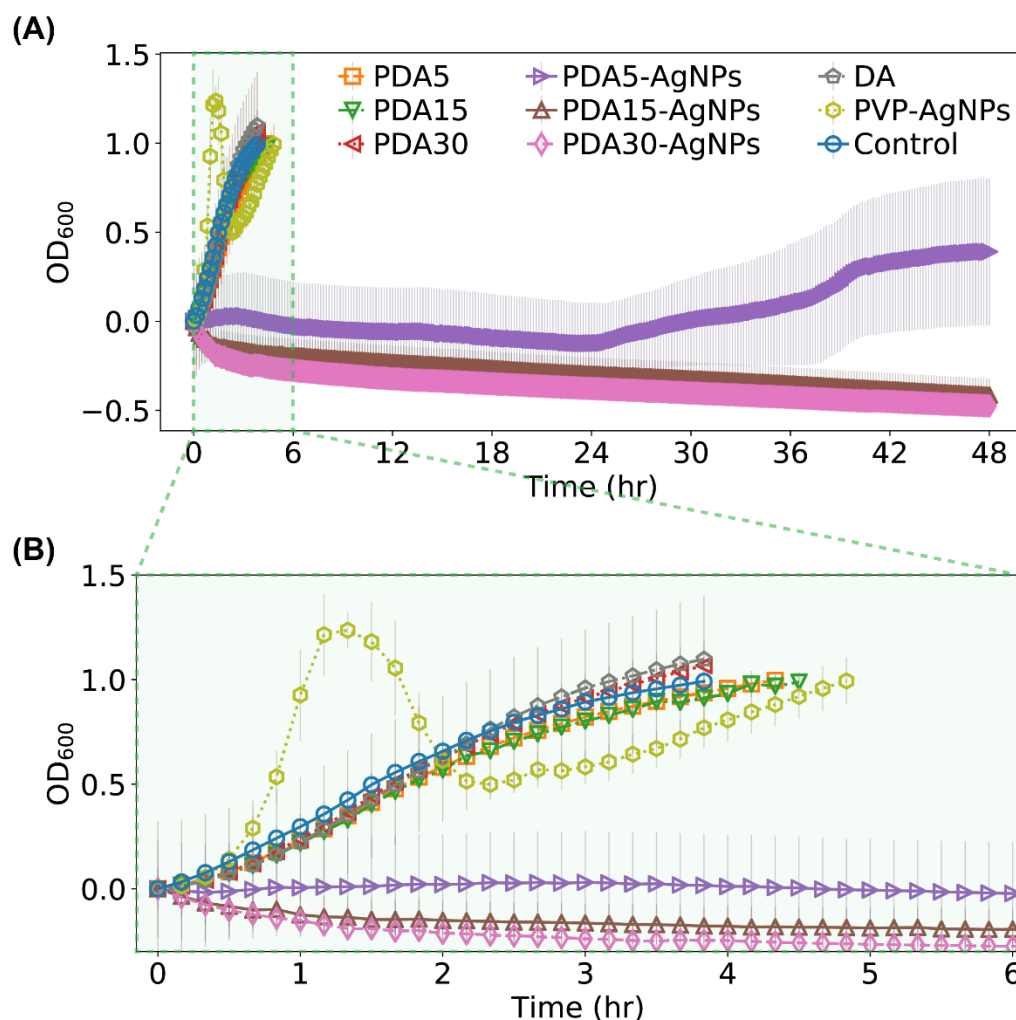 (A)
1.5
1.0
0.5
0.0
−0.5
OD600
PDA5
PDA15
PDA30
PDA5-AgNPs
PDA15-AgNPs
PDA30-AgNPs
DA
PVP-AgNPs
Control
0 6 12 18 24 30 36 42 48
Time (hr)
(B)
1.5
1.0
0.5
0.0
OD600
0 1 2 3 4 5 6
Time (hr)